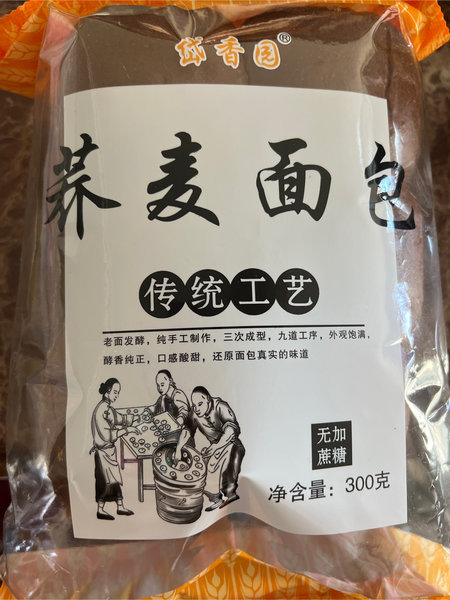 岱香园®
荞麦面包
传统工艺
老面发酵，纯手工制作，三次成型，九道工序，外观饱满，
酵香纯正，口感酸甜，还原面包真实的味道
无加
蔗糖
净含量：300克